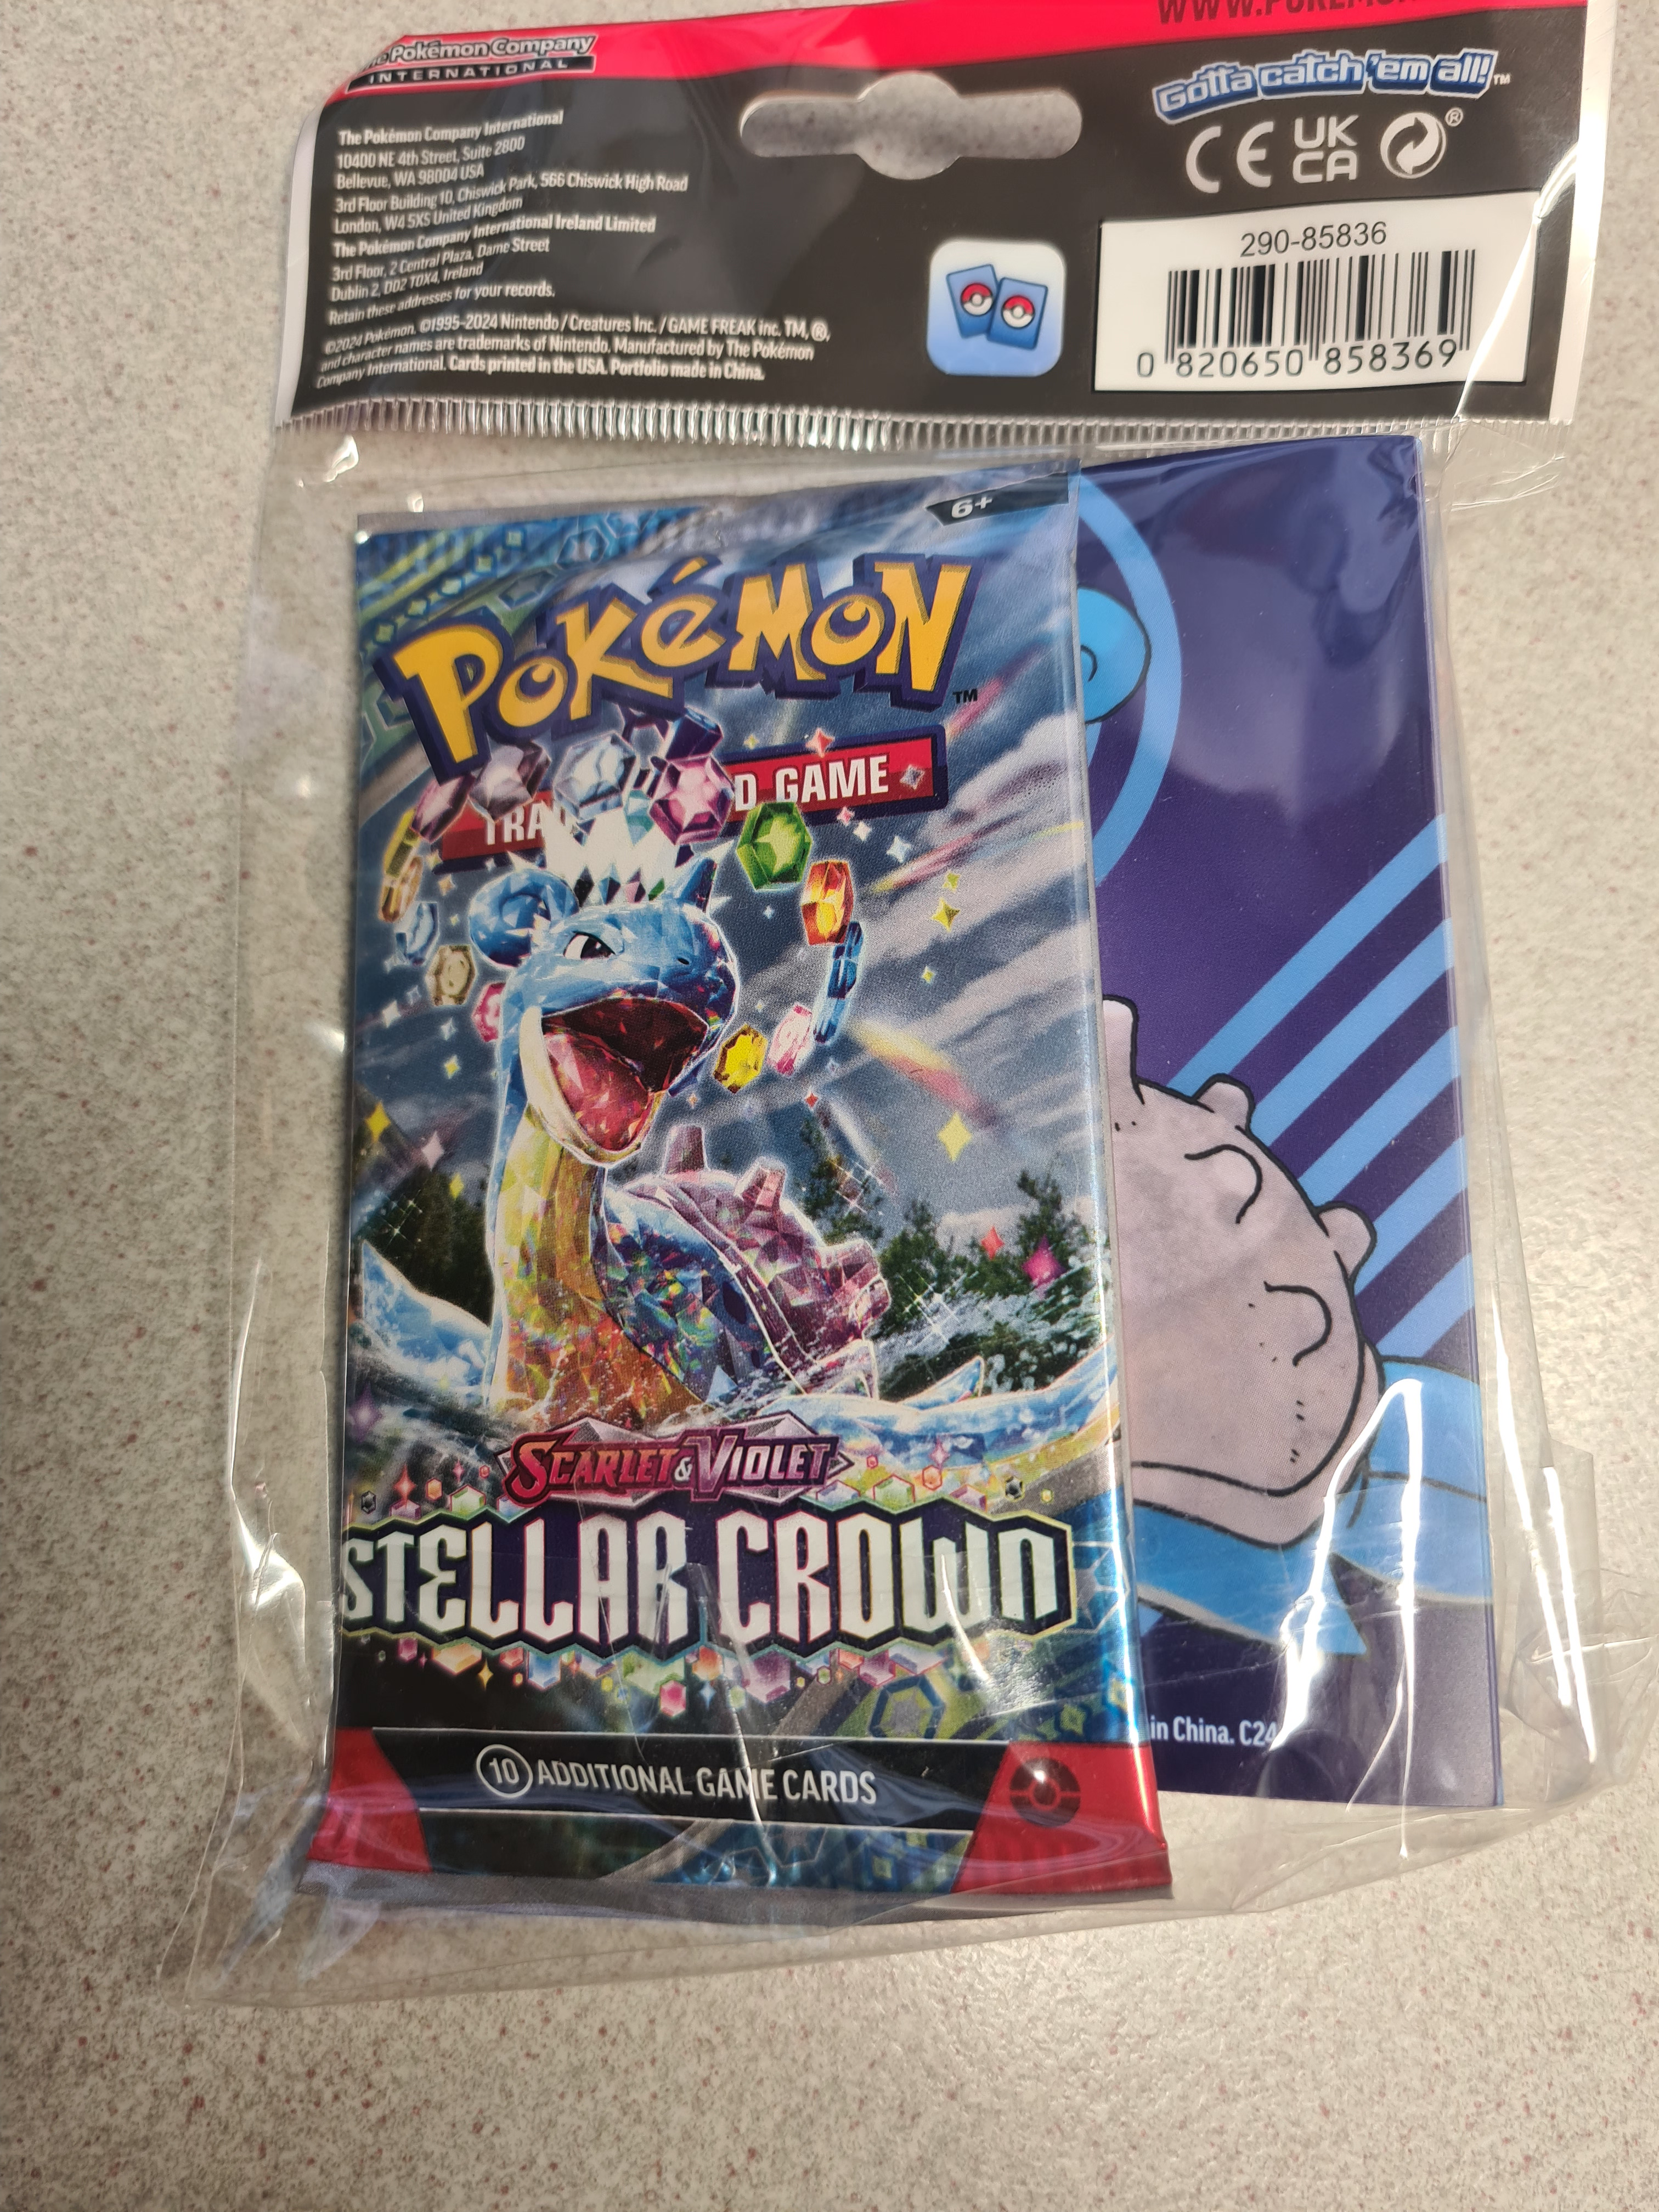 WWW.POKEMON
The Pokémon Company
INTERNATIONAL
Gotta catch 'em all!™
CE UK CA ®
The Pokémon Company International
10400 NE 4th Street, Suite 2800
Bellevue, WA 98004 USA
3rd Floor Building 10, Chiswick Park, 566 Chiswick High Road
London, W4 5XS United Kingdom
The Pokémon Company International Ireland Limited
3rd Floor, 2 Central Plaza, Dame Street
Dublin 2, D02 T0X4, Ireland
Retain these addresses for your records.
©2024 Pokémon. ©1995–2024 Nintendo / Creatures Inc. / GAME FREAK inc. TM, ®,
and character names are trademarks of Nintendo. Manufactured by The Pokémon
Company International. Cards printed in the USA. Portfolio made in China.
290-85836
0 820650 858369
6+
POKéMON™
TRA D GAME
SCARLET & VIOLET
STELLAR CROWN
in China. C24
10 ADDITIONAL GAME CARDS